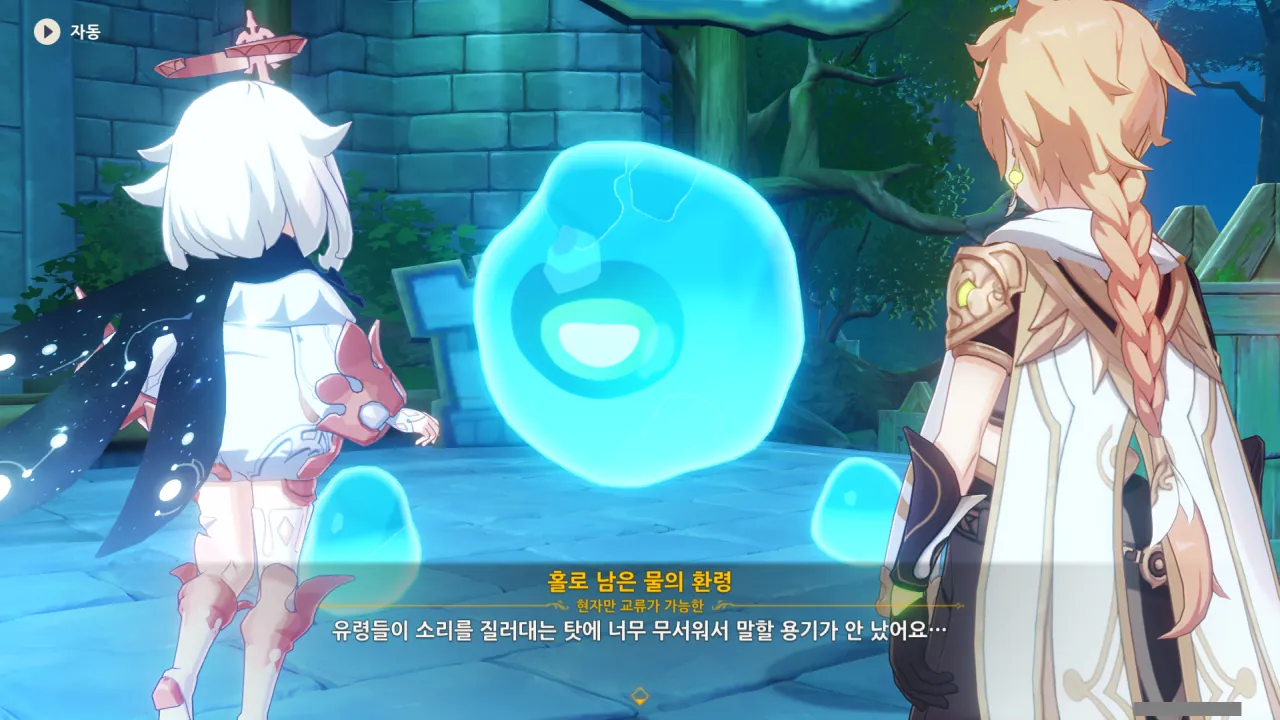 자동
홀로 남은 물의 환령
현자만 교류가 가능한
유령들이 소리를 질러대는 탓에 너무 무서워서 말할 용기가 안 났어요…